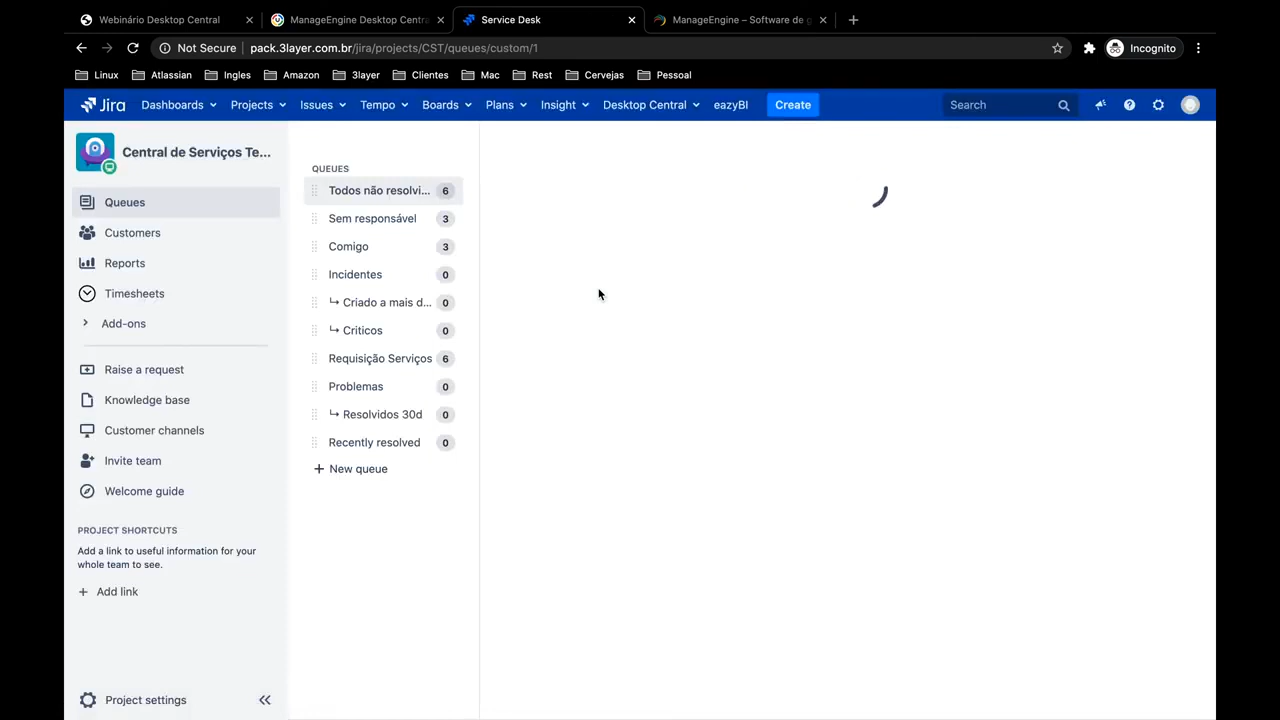 Webinário Desktop Central
ManageEngine Desktop Centra
Service Desk
ManageEngine – Software de g
Not Secure
pack.3layer.com.br/jira/projects/CST/queues/custom/1
Incognito
Linux
Atlassian
Ingles
Amazon
3layer
Clientes
Mac
Rest
Cervejas
Pessoal
Jira
Dashboards
Projects
Issues
Tempo
Boards
Plans
Insight
Desktop Central
eazyBI
Create
Search
Central de Serviços Te...
Queues
Customers
Reports
Timesheets
Add-ons
Raise a request
Knowledge base
Customer channels
Invite team
Welcome guide
PROJECT SHORTCUTS
Add a link to useful information for your
whole team to see.
+ Add link
Project settings
QUEUES
Todos não resolvi... 6
Sem responsável 3
Comigo 3
Incidentes 0
↳ Criado a mais d... 0
↳ Criticos 0
Requisição Serviços 6
Problemas 0
↳ Resolvidos 30d 0
Recently resolved 0
+ New queue